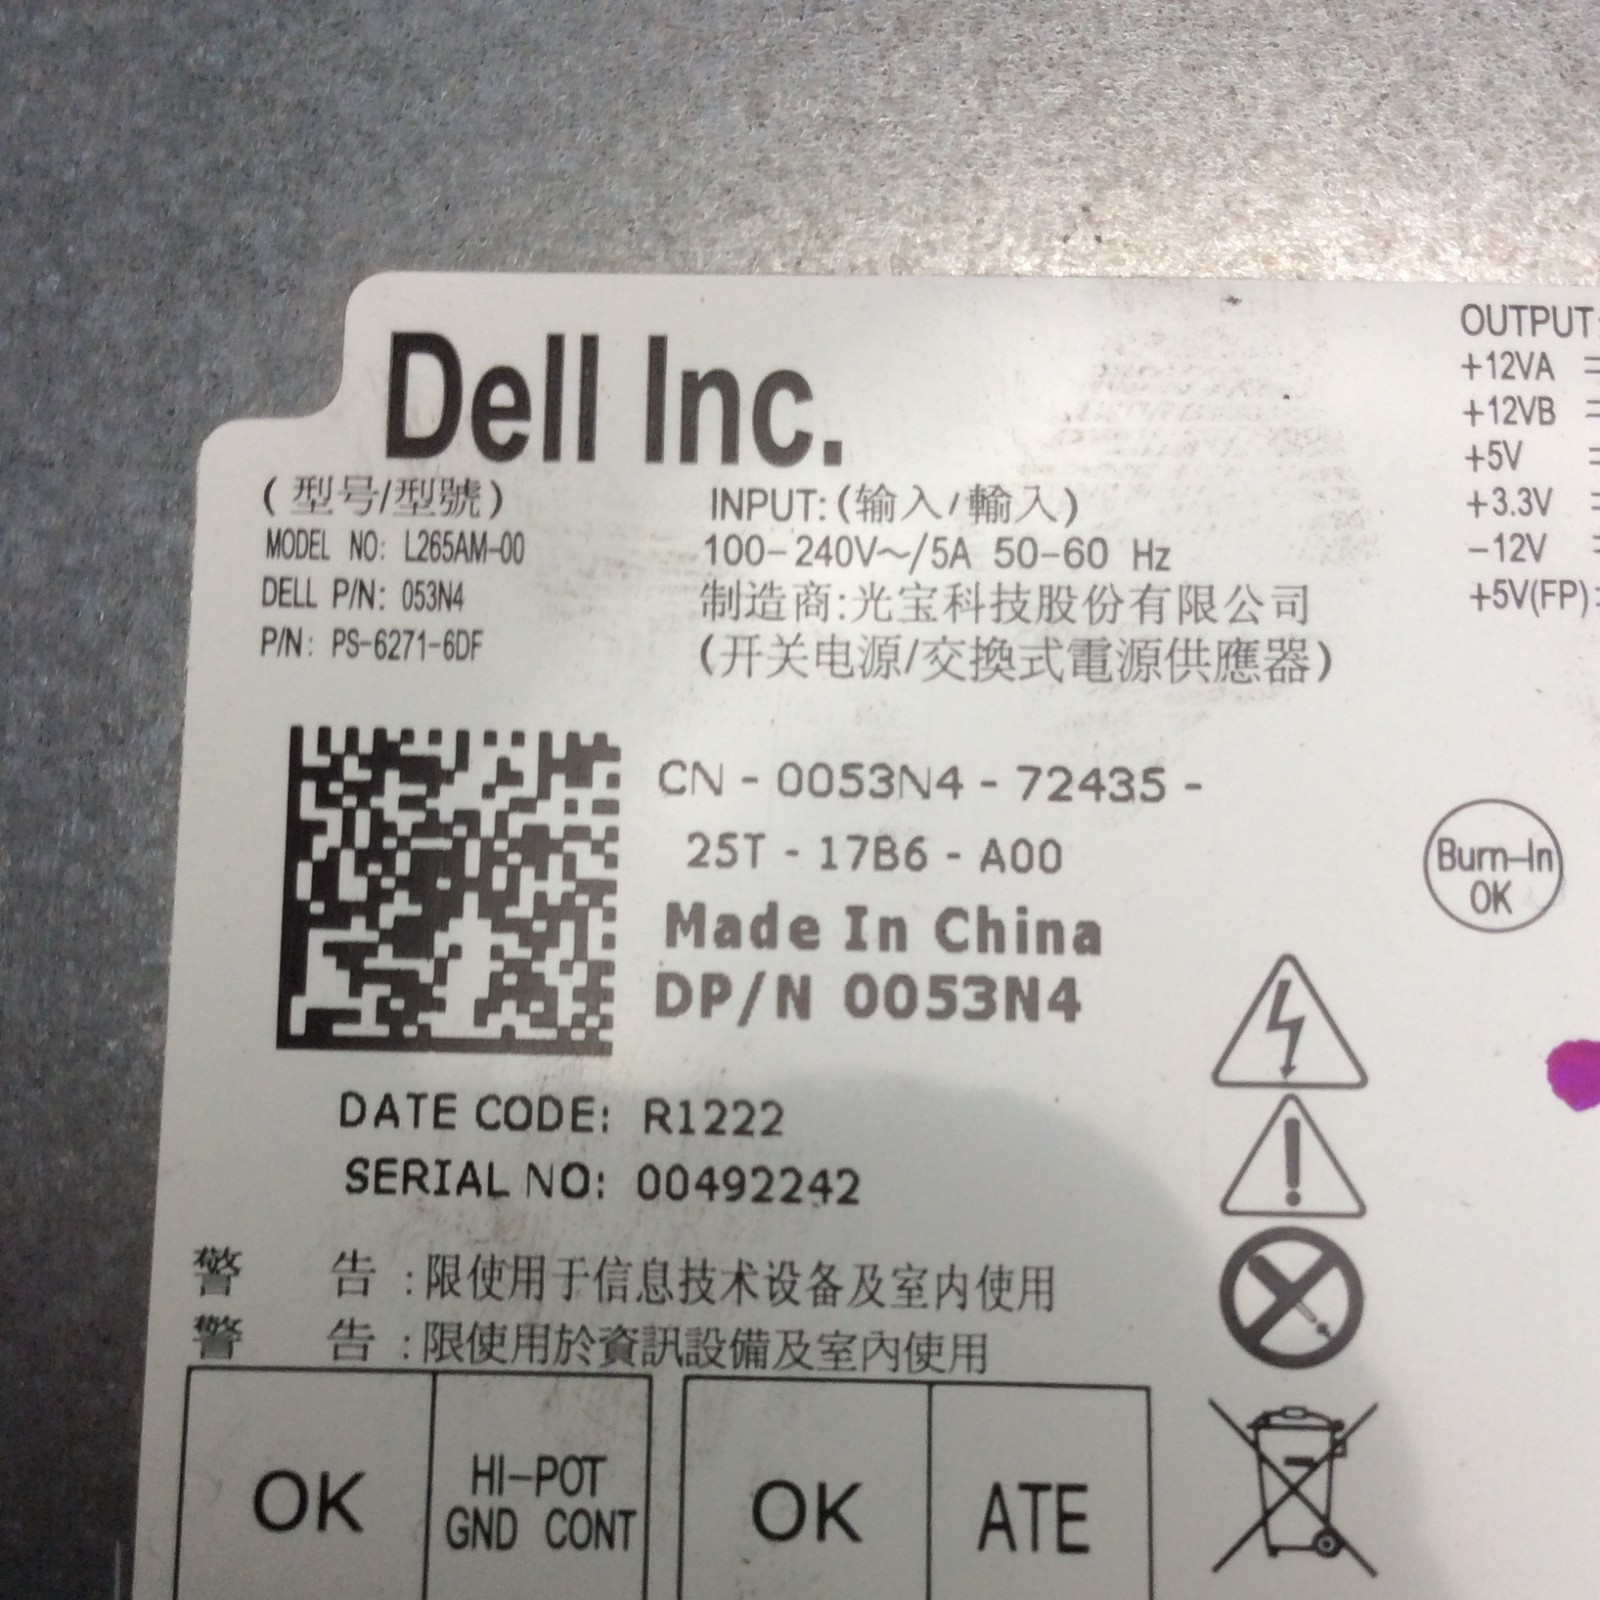 Dell Inc.
(型号/型號)
MODEL NO: L265AM-00
DELL P/N: 053N4
P/N: PS-6271-6DF
INPUT:(输入/輸入)
100-240V～/5A 50-60 Hz
制造商:光宝科技股份有限公司
(开关电源/交換式電源供應器)
OUTPUT:
+12VA =
+12VB =
+5V =
+3.3V =
-12V =
+5V(FP)=
CN - 0053N4 - 72435 -
25T - 17B6 - A00
Made In China
DP/N 0053N4
Burn-In
OK
DATE CODE: R1222
SERIAL NO: 00492242
警 告 :限使用于信息技术设备及室内使用
警 告 :限使用於資訊設備及室內使用
OK
HI-POT
GND CONT
OK
ATE